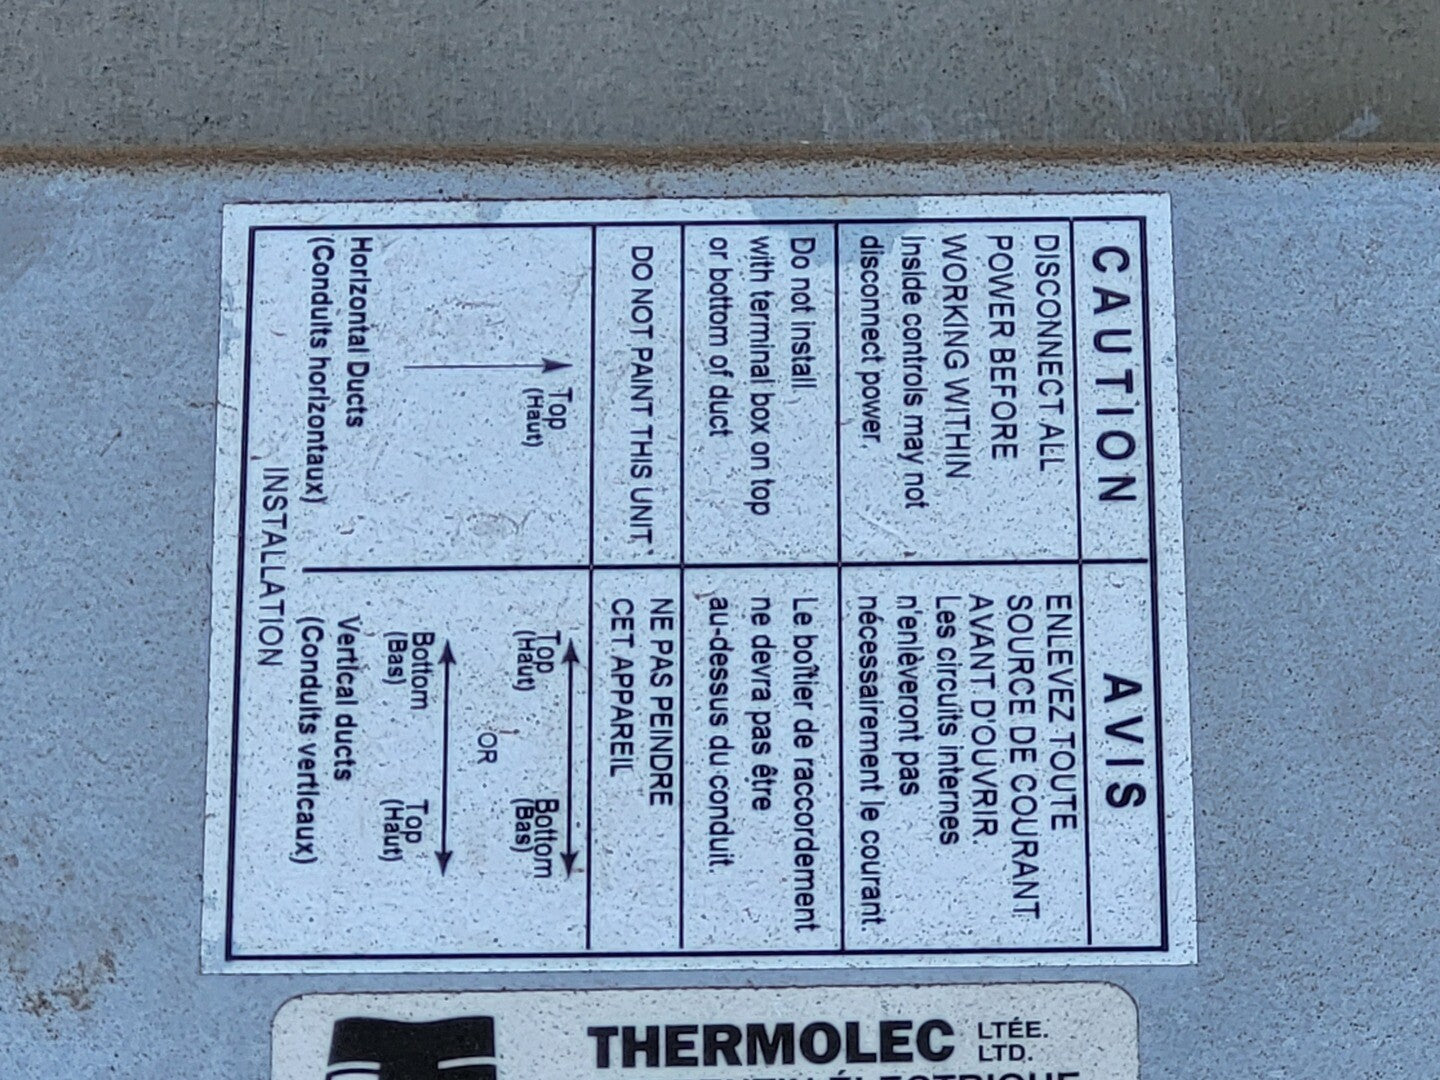 CAUTION
DISCONNECT ALL
POWER BEFORE
WORKING WITHIN
Inside controls may not
disconnect power.
Do not install
with terminal box on top
or bottom of duct
DO NOT PAINT THIS UNIT
Top
(Haut)
Horizontal Ducts
(Conduits horizontaux)
AVIS
ENLEVEZ TOUTE
SOURCE DE COURANT
AVANT D'OUVRIR.
Les circuits internes
n'enlèveront pas
nécessairement le courant.
Le boîtier de raccordement
ne devra pas être
au-dessus du conduit.
NE PAS PEINDRE
CET APPAREIL
Top Bottom
(Haut) (Bas)
OR
Bottom Top
(Bas) (Haut)
Vertical ducts
(Conduits verticaux)
INSTALLATION
THERMOLEC LTÉE.
LTD.